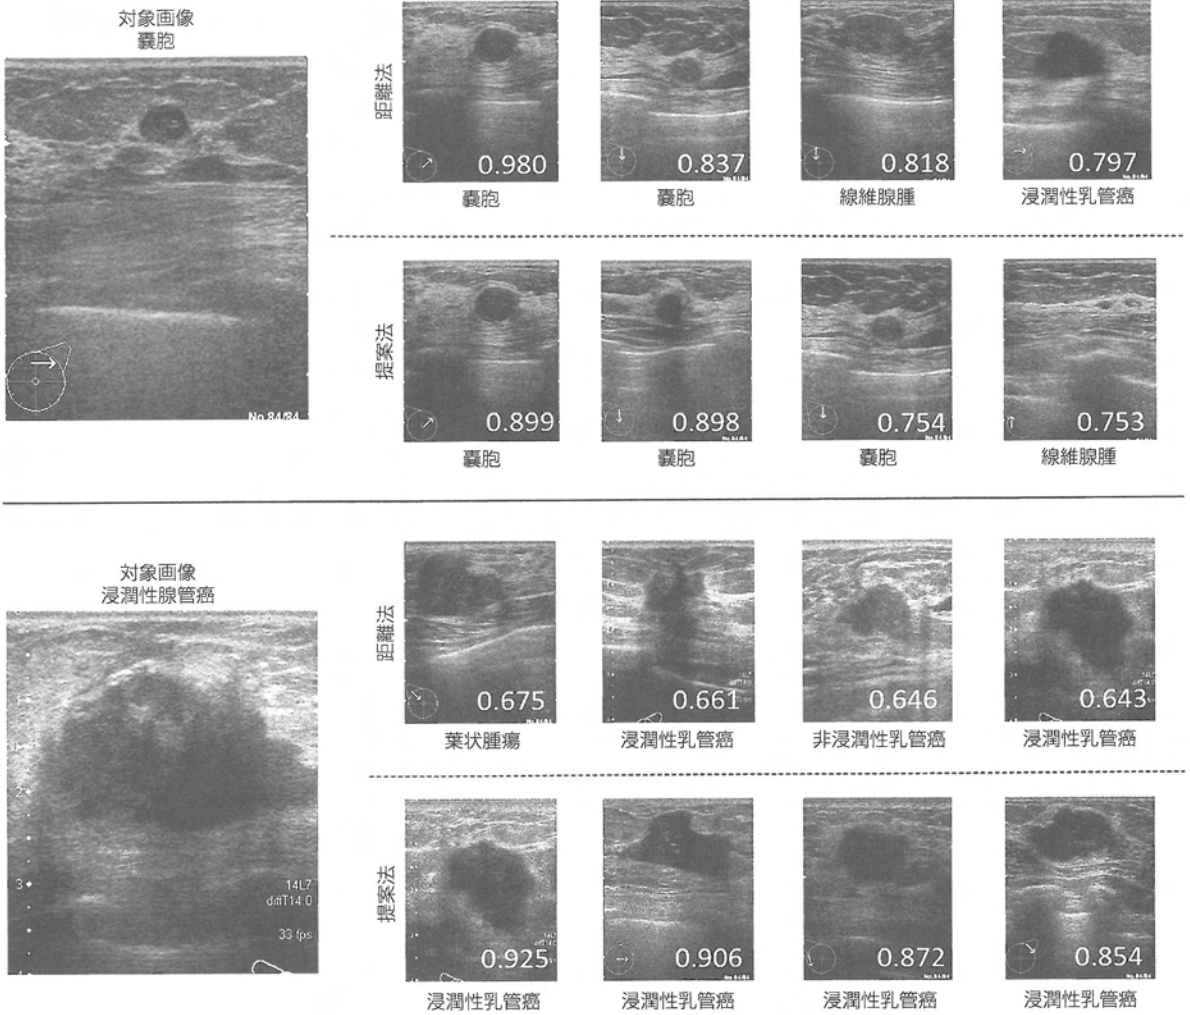 対象画像
嚢胞
No.84/84
距離法
0.980
嚢胞
0.837
嚢胞
0.818
線維腺腫
0.797
浸潤性乳管癌
提案法
0.899
嚢胞
0.898
嚢胞
0.754
嚢胞
0.753
線維腺腫
対象画像
浸潤性腺管癌
2
3
14L7
diffT14.0
33 fps
距離法
0.675
葉状腫瘍
0.661
浸潤性乳管癌
0.646
非浸潤性乳管癌
0.643
浸潤性乳管癌
提案法
0.925
浸潤性乳管癌
0.906
浸潤性乳管癌
0.872
浸潤性乳管癌
0.854
浸潤性乳管癌